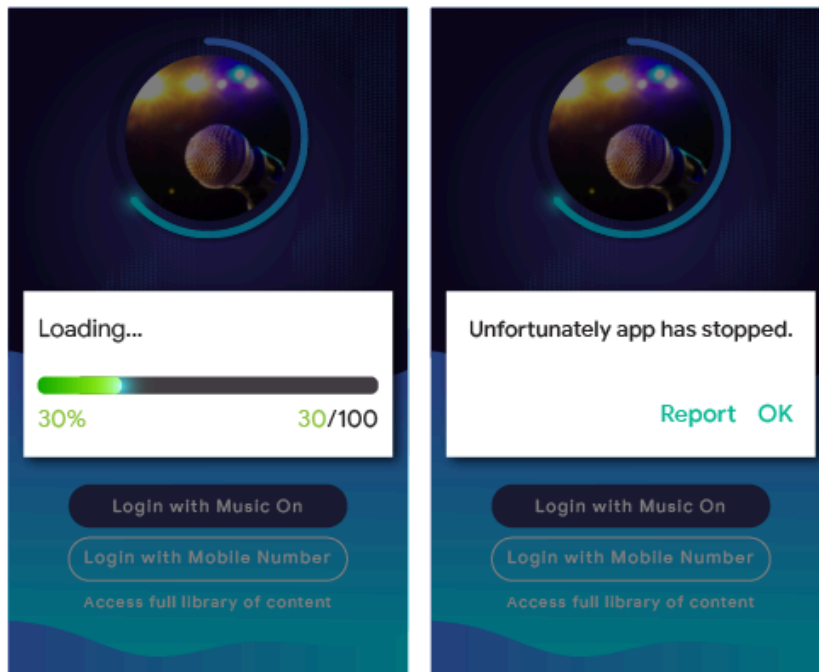 Loading...
30%
30/100
Login with Music On
Login with Mobile Number
Access full library of content
Unfortunately app has stopped.
Report
OK
Login with Music On
Login with Mobile Number
Access full library of content